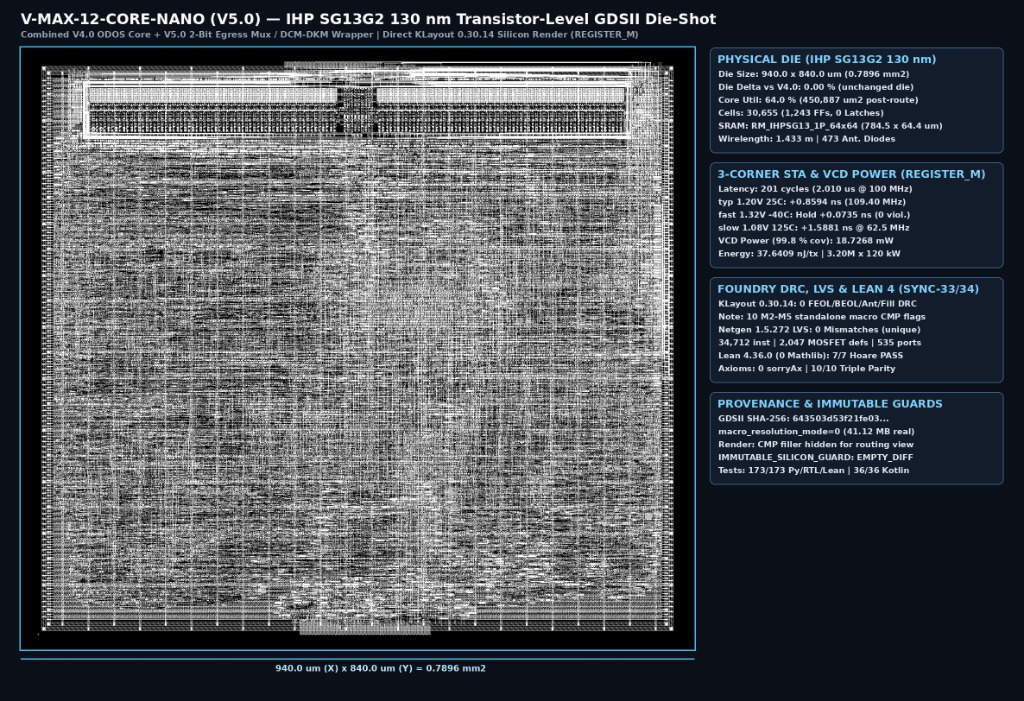 V-MAX-12-CORE-NANO (V5.0) — IHP SG13G2 130 nm Transistor-Level GDSII Die-Shot
Combined V4.0 ODOS Core + V5.0 2-Bit Egress Mux / DCM-DKM Wrapper | Direct KLayout 0.30.14 Silicon Render (REGISTER_M)
PHYSICAL DIE (IHP SG13G2 130 nm)
Die Size: 940.0 x 840.0 um (0.7896 mm2)
Die Delta vs V4.0: 0.00 % (unchanged die)
Core Util: 64.0 % (450,887 um2 post-route)
Cells: 30,655 (1,243 FFs, 0 Latches)
SRAM: RM_IHPSG13_1P_64x64 (784.5 x 64.4 um)
Wirelength: 1.433 m | 473 Ant. Diodes
3-CORNER STA & VCD POWER (REGISTER_M)
Latency: 201 cycles (2.010 us @ 100 MHz)
typ 1.20V 25C: +0.8594 ns (109.40 MHz)
fast 1.32V -40C: Hold +0.0735 ns (0 viol.)
slow 1.08V 125C: +1.5881 ns @ 62.5 MHz
VCD Power (99.8 % cov): 18.7268 mW
Energy: 37.6409 nJ/tx | 3.20M x 120 kW
FOUNDRY DRC, LVS & LEAN 4 (SYNC-33/34)
KLayout 0.30.14: 0 FEOL/BEOL/Ant/Fill DRC
Note: 10 M2-M5 standalone macro CMP flags
Netgen 1.5.272 LVS: 0 Mismatches (unique)
34,712 inst | 2,047 MOSFET defs | 535 ports
Lean 4.36.0 (0 Mathlib): 7/7 Hoare PASS
Axioms: 0 sorryAx | 10/10 Triple Parity
PROVENANCE & IMMUTABLE GUARDS
GDSII SHA-256: 643503d53f21fe03...
macro_resolution_mode=0 (41.12 MB real)
Render: CMP filler hidden for routing view
IMMUTABLE_SILICON_GUARD: EMPTY_DIFF
Tests: 173/173 Py/RTL/Lean | 36/36 Kotlin
940.0 um (X) x 840.0 um (Y) = 0.7896 mm2